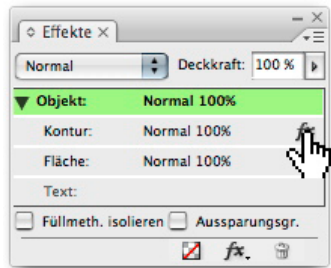 Effekte
Normal Deckkraft: 100 %
Objekt: Normal 100%
Kontur: Normal 100% fx
Fläche: Normal 100%
Text:
Füllmeth. isolieren Aussparungsgr.
fx.